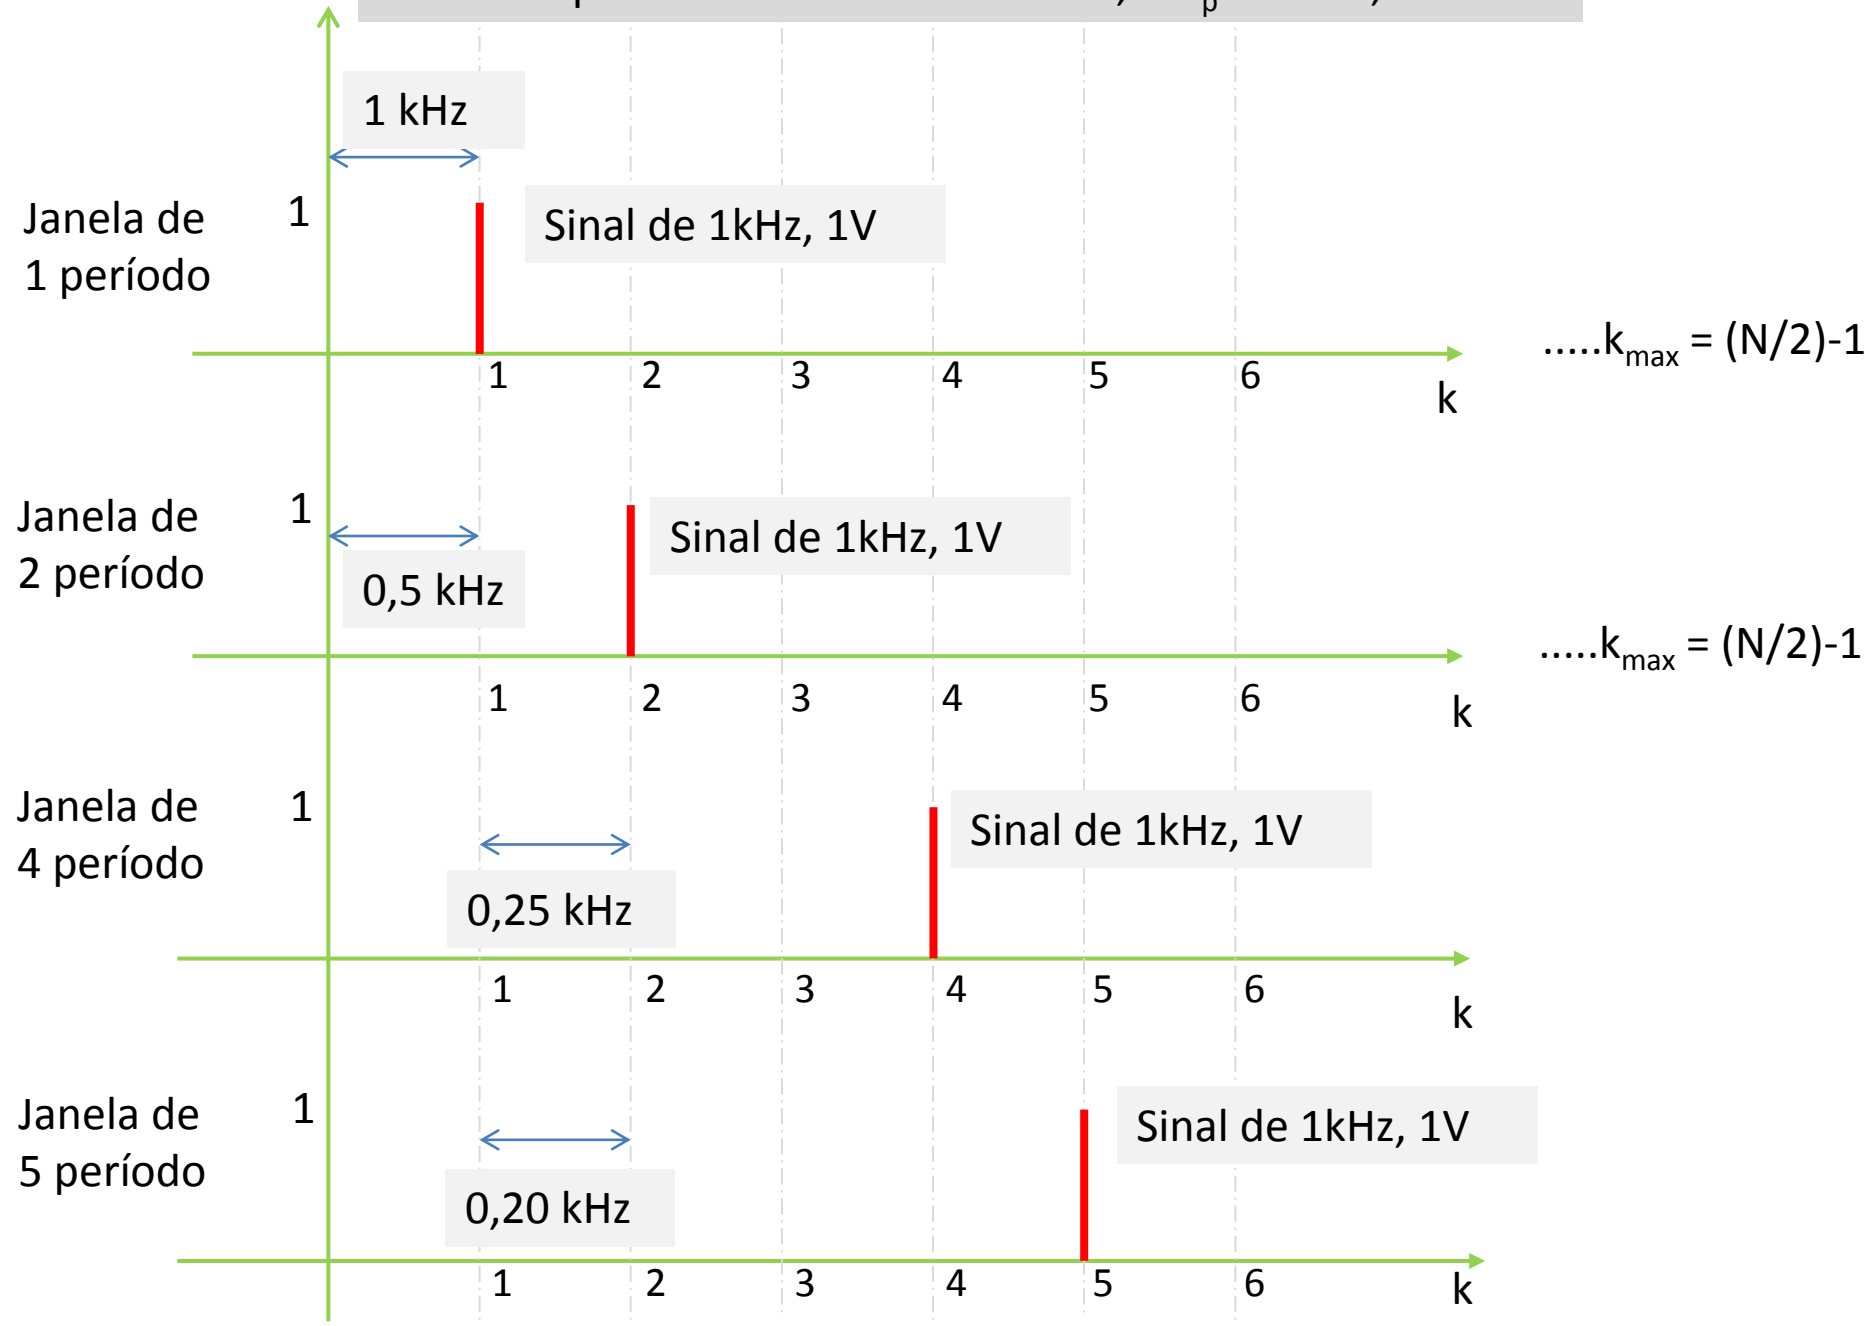 p
1 kHz
Janela de
1 período
1
Sinal de 1kHz, 1V
.....kmax = (N/2)-1
1 2 3 4 5 6
k
Janela de
2 período
1
Sinal de 1kHz, 1V
0,5 kHz
.....kmax = (N/2)-1
1 2 3 4 5 6
k
Janela de
4 período
1
Sinal de 1kHz, 1V
0,25 kHz
1 2 3 4 5 6
k
Janela de
5 período
1
Sinal de 1kHz, 1V
0,20 kHz
1 2 3 4 5 6
k